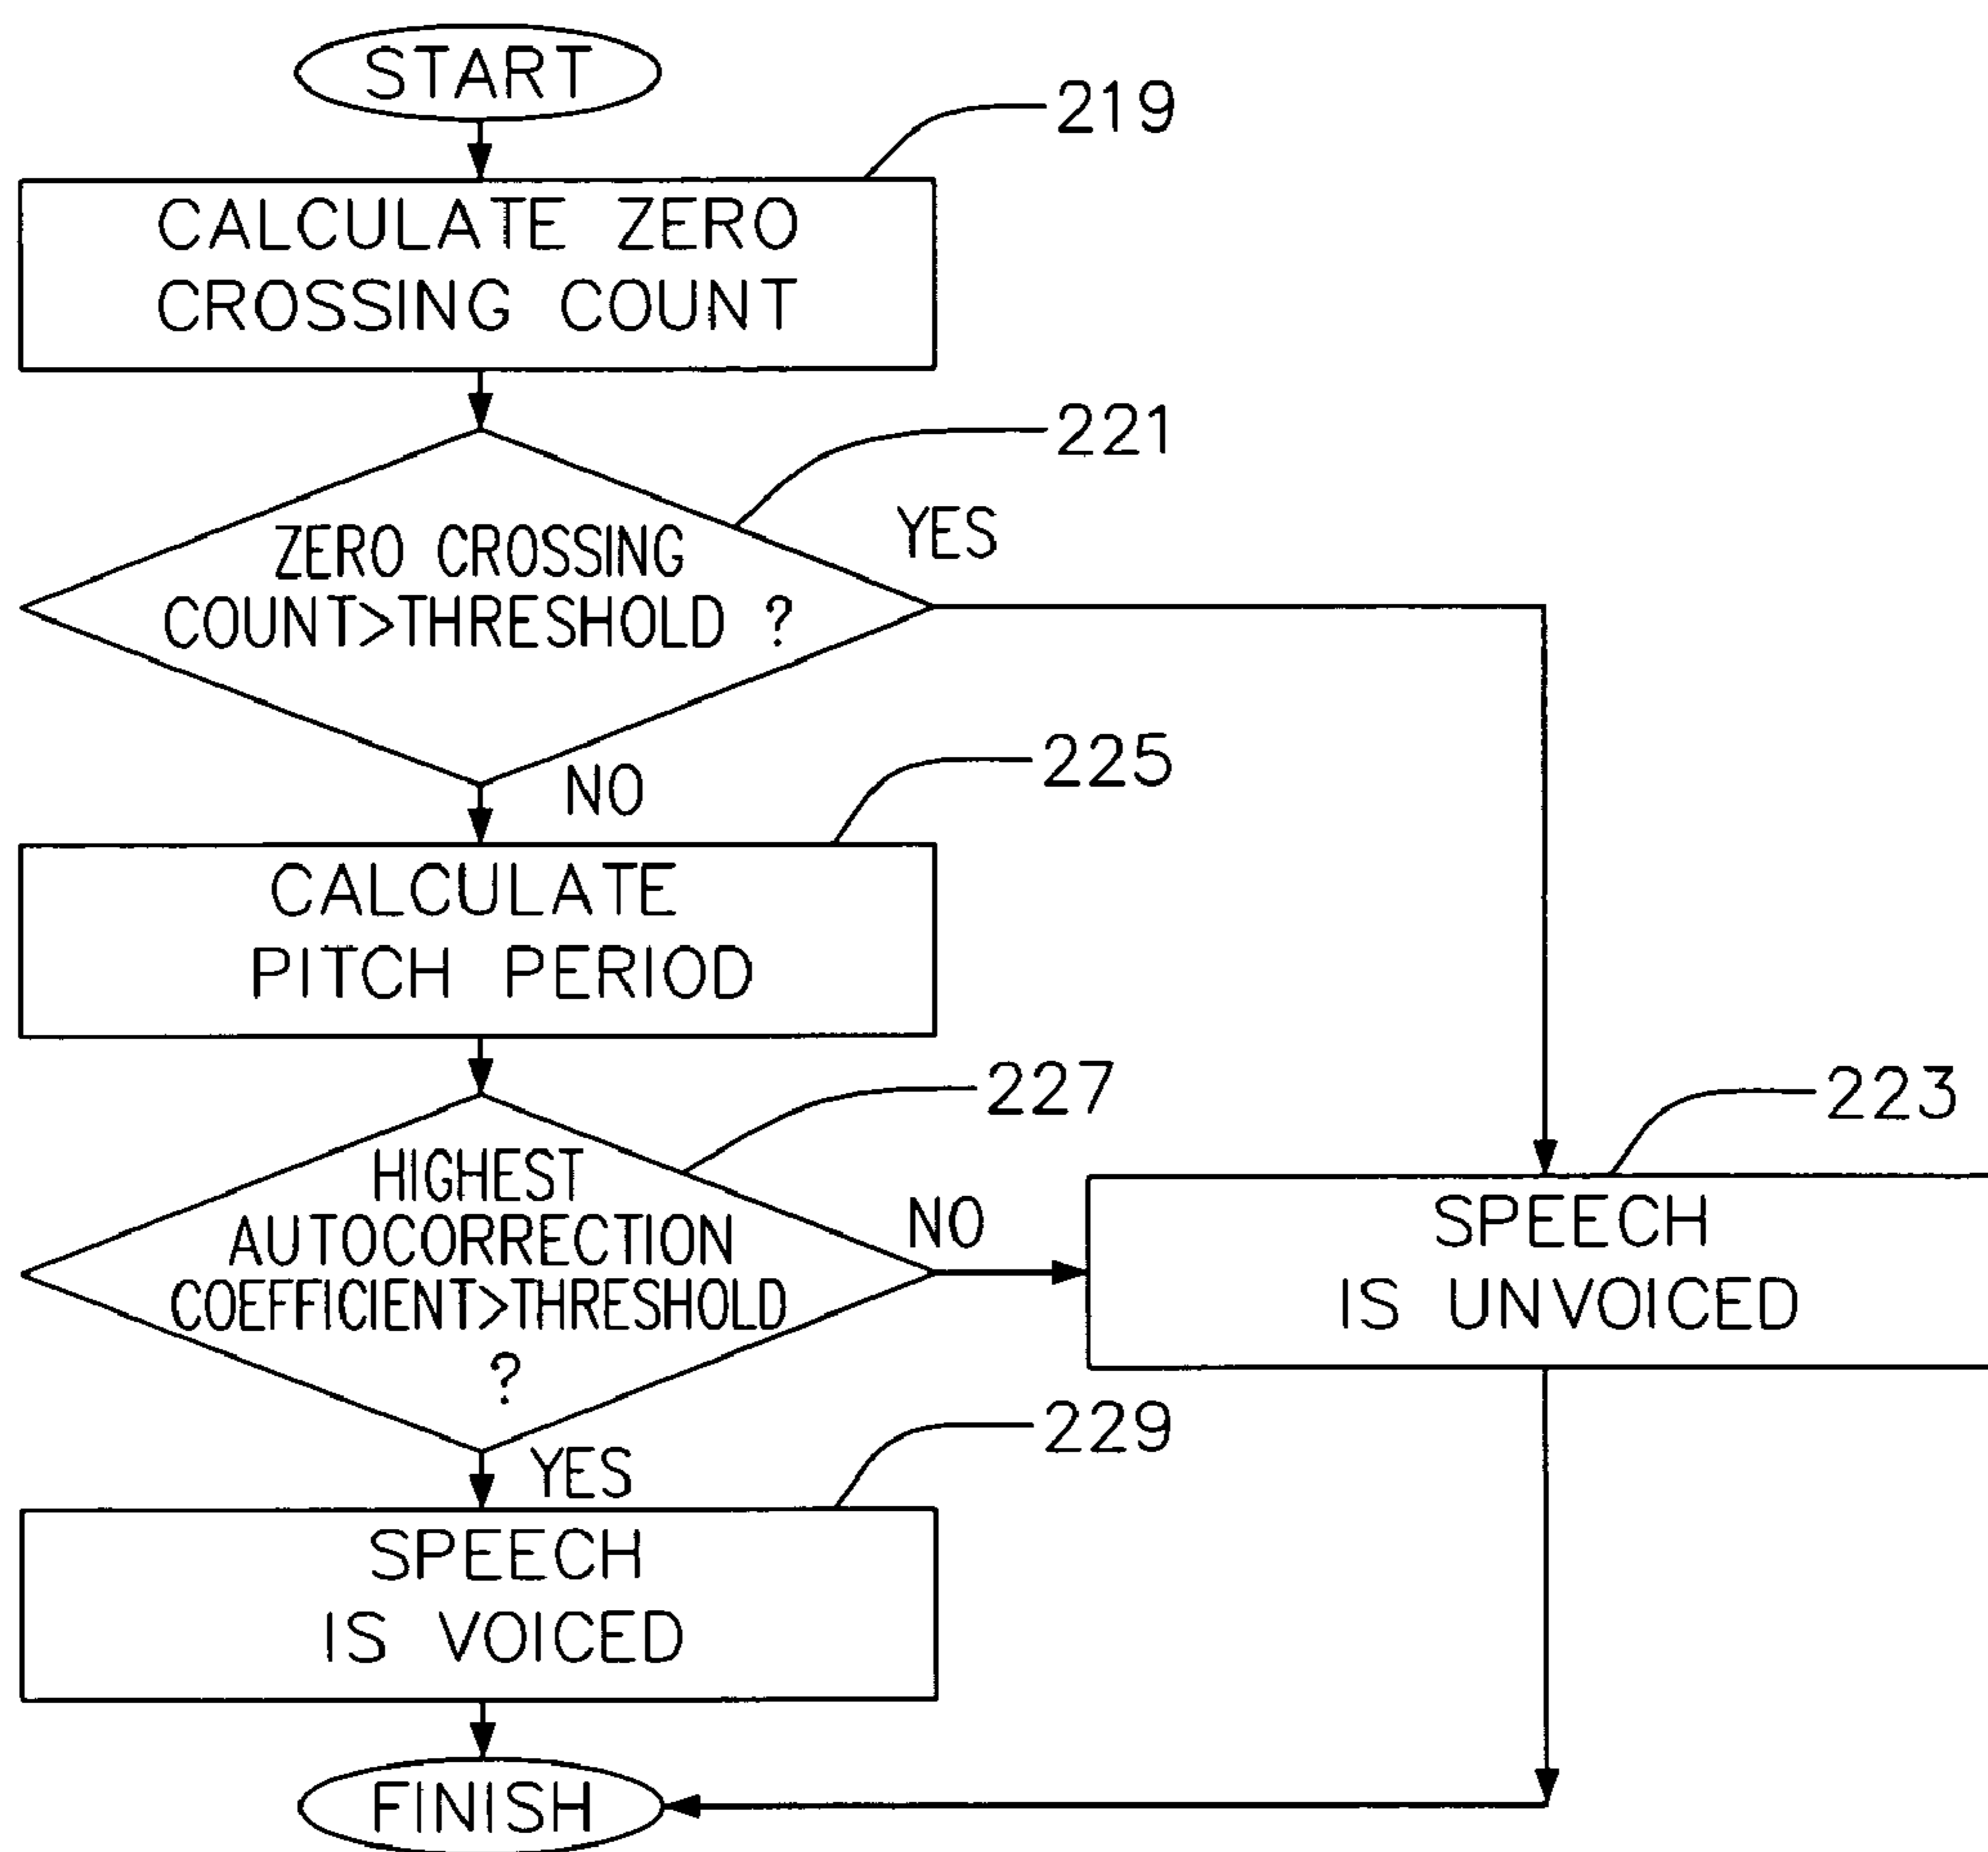 START
219
CALCULATE ZERO
CROSSING COUNT
221
ZERO CROSSING
COUNT>THRESHOLD ?
YES
NO
225
CALCULATE
PITCH PERIOD
227
HIGHEST
AUTOCORRECTION
COEFFICIENT>THRESHOLD
?
NO
223
SPEECH
IS UNVOICED
YES
229
SPEECH
IS VOICED
FINISH